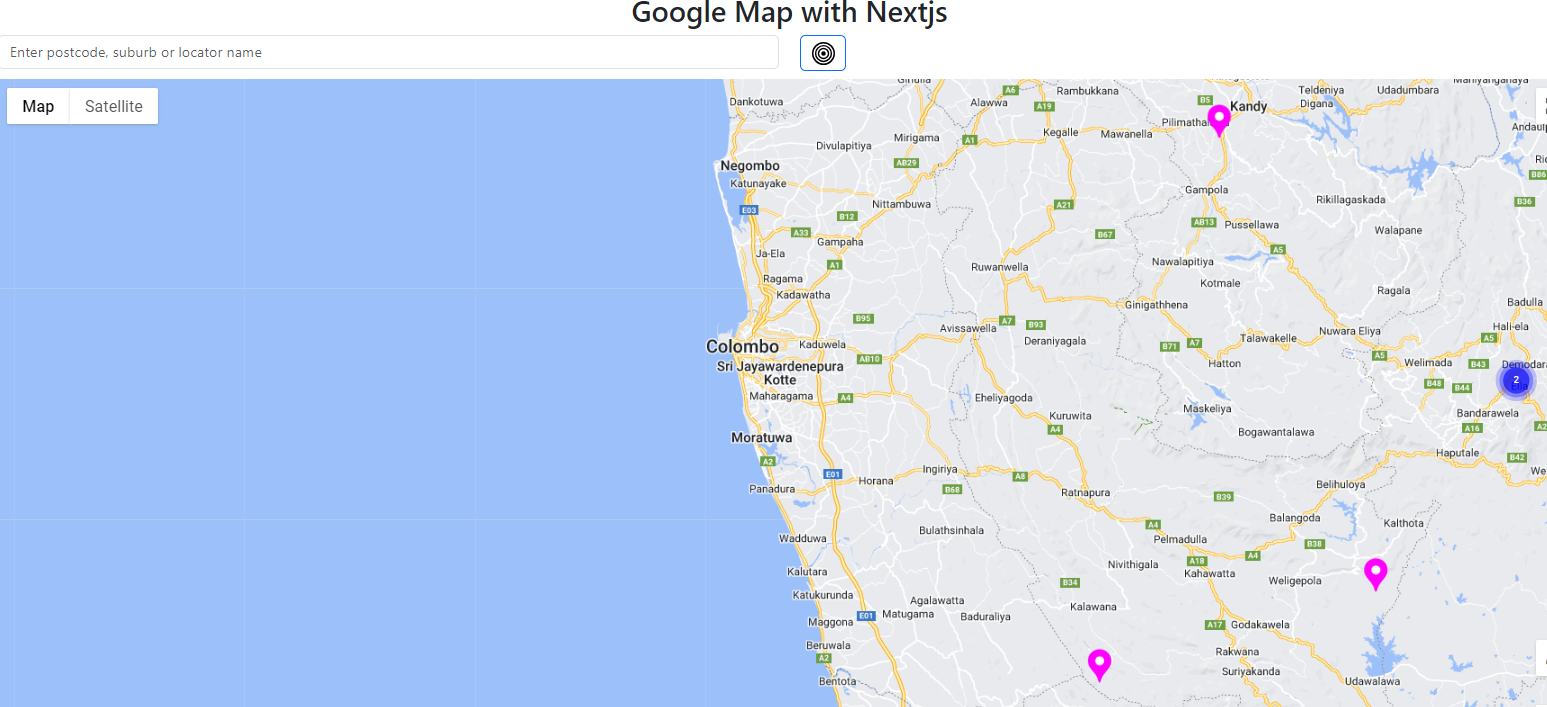 Google Map with Nextjs
Enter postcode, suburb or locator name
Map Satellite
Dankotuwa
Alawwa
A6
Rambukkana
A19
B5
Kandy
Teldeniya
Digana
Udadumbara
Pilimathal
Divulapitiya
Mirigama
A1
Kegalle
Mawanella
Negombo
AB29
Katunayake
Gampola
B86
E03
B12
Nittambuwa
A21
AB13
Rikillagaskada
B36
A33
Gampaha
B67
Pussellawa
Walapane
Ja-Ela
A1
Ruwanwella
Nawalapitiya
A5
Ragama
Kotmale
Kadawatha
Ginigathhena
Ragala
Badulla
B95
Avissawella
A7
B93
Hali-ela
Colombo
Kaduwela
AB10
Deraniyagala
B71
A7
Talawakele
Nuwara Eliya
A5
Sri Jayawardenepura
Kotte
Hatton
A5
Welimada
B43
Demodara
2
Maharagama
A4
Eheliyagoda
B48
B44
Ella
Kuruwita
Maskeliya
Bandarawela
Moratuwa
A4
Bogawantalawa
A16
A2
A2
E01
Ingiriya
Haputale
B42
Panadura
Horana
B68
A8
Ratnapura
B39
Belihuloya
Bulathsinhala
A4
Balangoda
Kalthota
Wadduwa
Pelmadulla
B38
Kalutara
Nivithigala
A18
A4
Kahawatta
Weligepola
Katukurunda
Agalawatta
B34
Kalawana
Maggona
E01
Matugama
Baduraliya
A17
Godakawela
Beruwala
A2
Rakwana
Suriyakanda
Bentota
Udawalawa